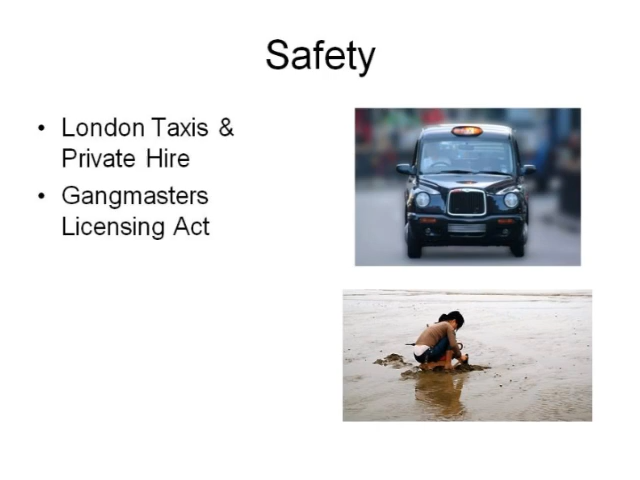 Safety
• London Taxis &
Private Hire
• Gangmasters
Licensing Act